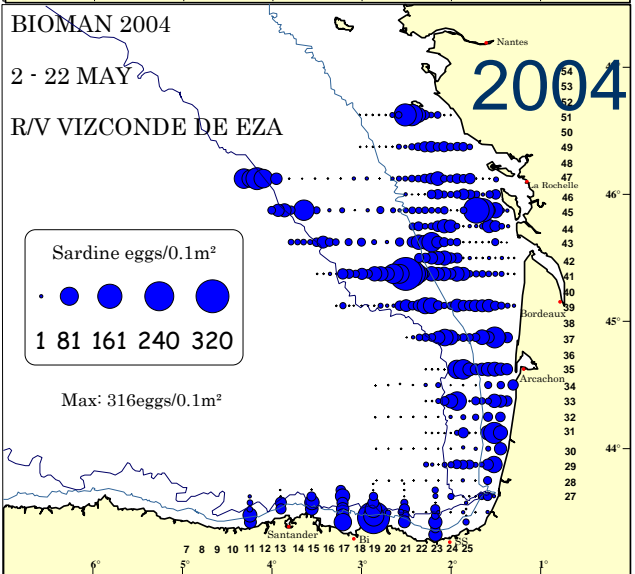 BIOMAN 2004
2 - 22 MAY
R/V VIZCONDE DE EZA
2004
Nantes
54
53
52
51
50
49
48
47
La Rochelle
46
46°
45
44
43
42
41
40
39
Bordeaux
38
45°
37
36
35
Arcachon
34
33
32
31
44°
30
29
28
27
Sardine eggs/0.1m²
1 81 161 240 320
Max: 316eggs/0.1m²
Santander
Bi
SS
7 8 9 10 11 12 13 14 15 16 17 18 19 20 21 22 23 24 25
6° 5° 4° 3° 2° 1°